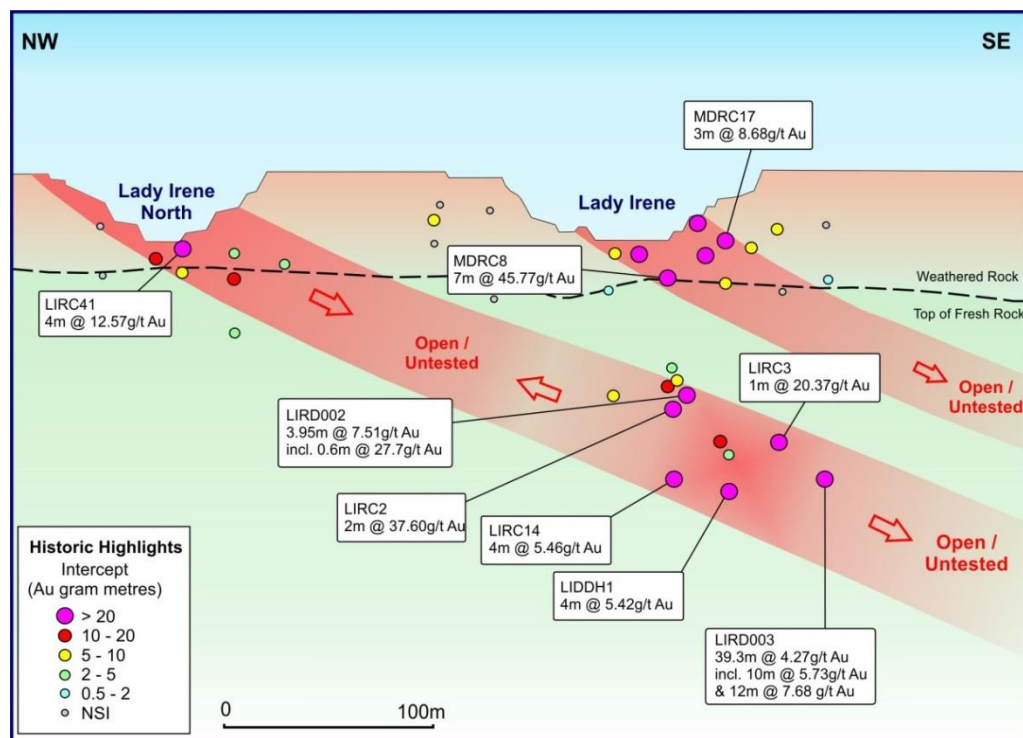 NW
SE
MDRC17
3m @ 8.68g/t Au
Lady Irene
North
Lady Irene
MDRC8
7m @ 45.77g/t Au
Weathered Rock
Top of Fresh Rock
LIRC41
4m @ 12.57g/t Au
Open /
Untested
LIRC3
1m @ 20.37g/t Au
Open /
Untested
LIRD002
3.95m @ 7.51g/t Au
incl. 0.6m @ 27.7g/t Au
LIRC2
2m @ 37.60g/t Au
LIRC14
4m @ 5.46g/t Au
Open /
Untested
LIDDH1
4m @ 5.42g/t Au
LIRD003
39.3m @ 4.27g/t Au
incl. 10m @ 5.73g/t Au
& 12m @ 7.68 g/t Au
Historic Highlights
Intercept
(Au gram metres)
> 20
10 - 20
5 - 10
2 - 5
0.5 - 2
NSI
0
100m